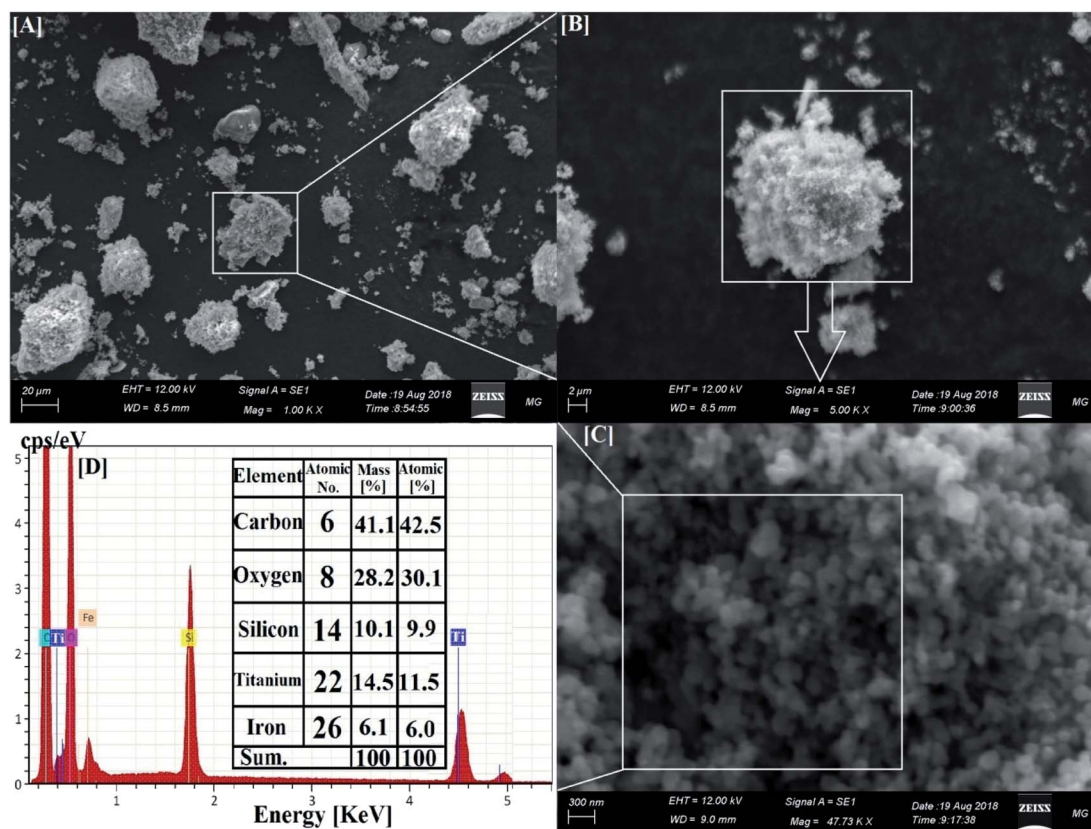 [A]
20 µm
EHT = 12.00 kV
WD = 8.5 mm
Signal A = SE1
Mag = 1.00 K X
Date :19 Aug 2018
Time :8:54:55
ZEISS
MG
[B]
2 µm
EHT = 12.00 kV
WD = 8.5 mm
Signal A = SE1
Mag = 5.00 K X
Date :19 Aug 2018
Time :9:00:36
ZEISS
MG
[C]
300 nm
EHT = 12.00 kV
WD = 9.0 mm
Signal A = SE1
Mag = 47.73 K X
Date :19 Aug 2018
Time :9:17:38
ZEISS
MG
cps/eV
[D]
5
4
3
2
1
0
C Ti O
Fe
Si
Ti
Element Atomic No. Mass [%] Atomic [%]
Carbon 6 41.1 42.5
Oxygen 8 28.2 30.1
Silicon 14 10.1 9.9
Titanium 22 14.5 11.5
Iron 26 6.1 6.0
Sum. 100 100
1 2 3 4 5
Energy [KeV]